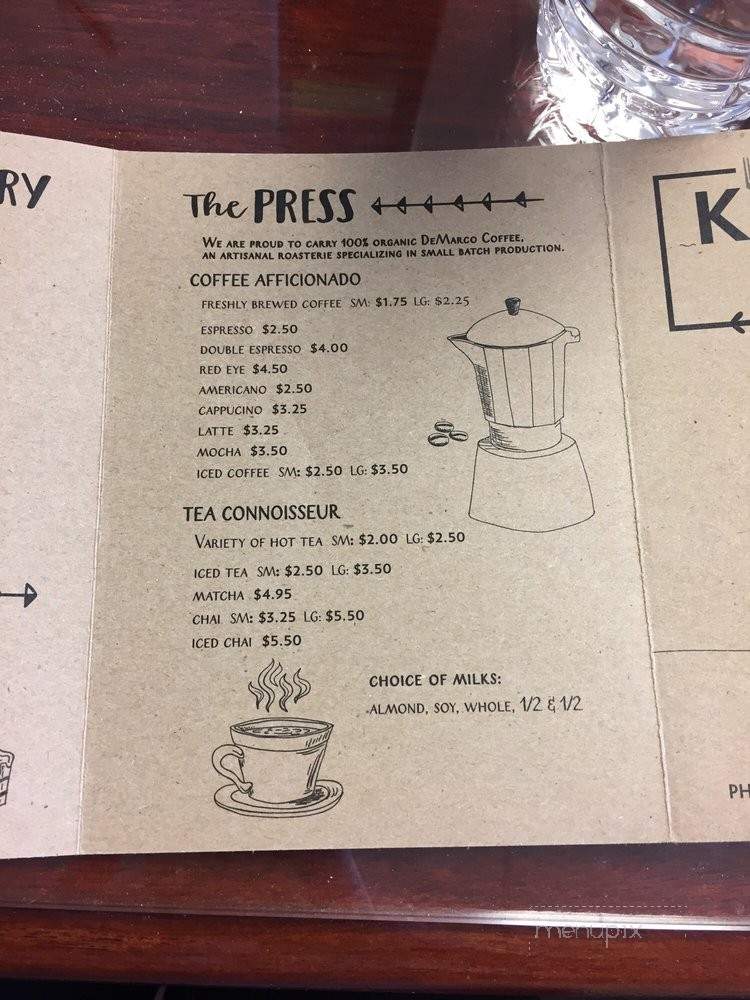 RY
The PRESS
WE ARE PROUD TO CARRY 100% ORGANIC DEMARCO COFFEE,
AN ARTISANAL ROASTERIE SPECIALIZING IN SMALL BATCH PRODUCTION.
COFFEE AFFICIONADO
FRESHLY BREWED COFFEE SM: $1.75 LG: $2.25
ESPRESSO $2.50
DOUBLE ESPRESSO $4.00
RED EYE $4.50
AMERICANO $2.50
CAPPUCINO $3.25
LATTE $3.25
MOCHA $3.50
ICED COFFEE SM: $2.50 LG: $3.50
TEA CONNOISSEUR
VARIETY OF HOT TEA SM: $2.00 LG: $2.50
ICED TEA SM: $2.50 LG: $3.50
MATCHA $4.95
CHAI SM: $3.25 LG: $5.50
ICED CHAI $5.50
CHOICE OF MILKS:
ALMOND, SOY, WHOLE, 1/2 & 1/2
K
PH
menupix